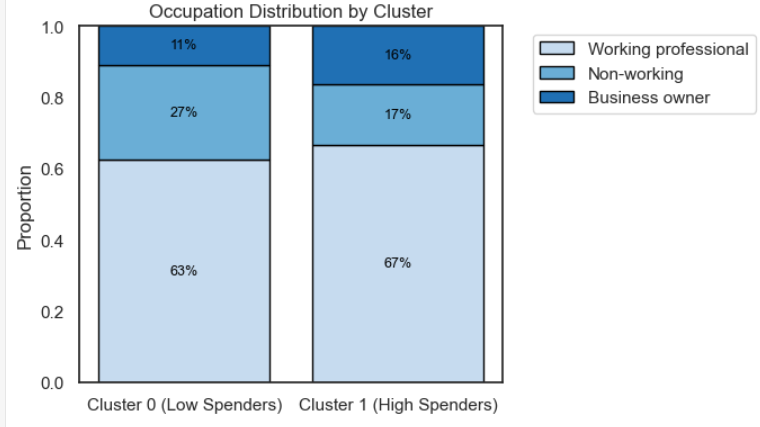 Occupation Distribution by Cluster
1.0
0.8
0.6
0.4
0.2
0.0
Proportion
11%
27%
63%
16%
17%
67%
Cluster 0 (Low Spenders)
Cluster 1 (High Spenders)
Working professional
Non-working
Business owner